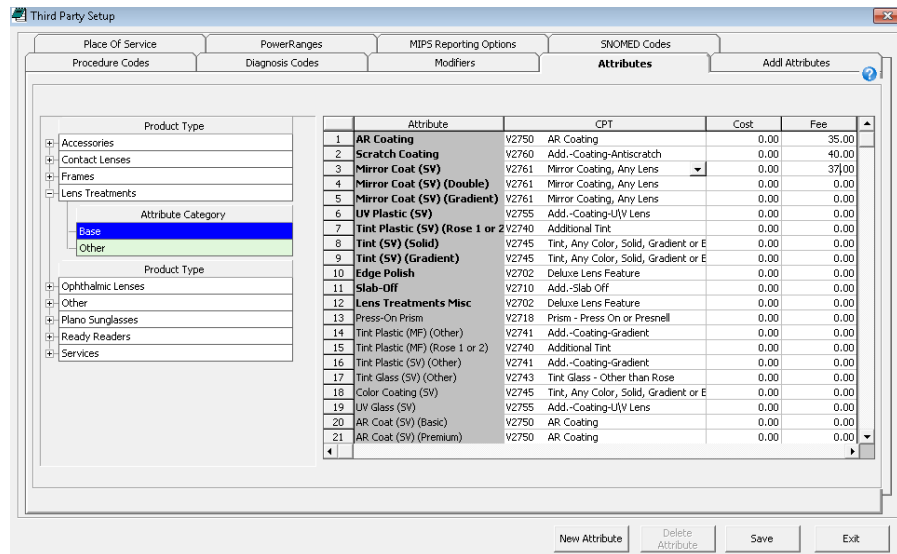 Third Party Setup
Place Of Service PowerRanges MIPS Reporting Options SNOMED Codes
Procedure Codes Diagnosis Codes Modifiers Attributes Addl Attributes
Product Type
Accessories
Contact Lenses
Frames
Lens Treatments
Attribute Category
Base
Other
Product Type
Ophthalmic Lenses
Other
Plano Sunglasses
Ready Readers
Services
Attribute CPT Cost Fee
1 AR Coating V2750 AR Coating 0.00 35.00
2 Scratch Coating V2760 Add.-Coating-Antiscratch 0.00 40.00
3 Mirror Coat (SV) V2761 Mirror Coating, Any Lens 0.00 37.00
4 Mirror Coat (SV) (Double) V2761 Mirror Coating, Any Lens 0.00 0.00
5 Mirror Coat (SV) (Gradient) V2761 Mirror Coating, Any Lens 0.00 0.00
6 UV Plastic (SV) V2755 Add.-Coating-U\V Lens 0.00 0.00
7 Tint Plastic (SV) (Rose 1 or 2 V2740 Additional Tint 0.00 0.00
8 Tint (SV) (Solid) V2745 Tint, Any Color, Solid, Gradient or E 0.00 0.00
9 Tint (SV) (Gradient) V2745 Tint, Any Color, Solid, Gradient or E 0.00 0.00
10 Edge Polish V2702 Deluxe Lens Feature 0.00 0.00
11 Slab-Off V2710 Add.-Slab Off 0.00 0.00
12 Lens Treatments Misc V2702 Deluxe Lens Feature 0.00 0.00
13 Press-On Prism V2718 Prism - Press On or Presnell 0.00 0.00
14 Tint Plastic (MF) (Other) V2741 Add.-Coating-Gradient 0.00 0.00
15 Tint Plastic (MF) (Rose 1 or 2) V2740 Additional Tint 0.00 0.00
16 Tint Plastic (SV) (Other) V2741 Add.-Coating-Gradient 0.00 0.00
17 Tint Glass (SV) (Other) V2743 Tint Glass - Other than Rose 0.00 0.00
18 Color Coating (SV) V2745 Tint, Any Color, Solid, Gradient or E 0.00 0.00
19 UV Glass (SV) V2755 Add.-Coating-U\V Lens 0.00 0.00
20 AR Coat (SV) (Basic) V2750 AR Coating 0.00 0.00
21 AR Coat (SV) (Premium) V2750 AR Coating 0.00 0.00
New Attribute Delete Attribute Save Exit